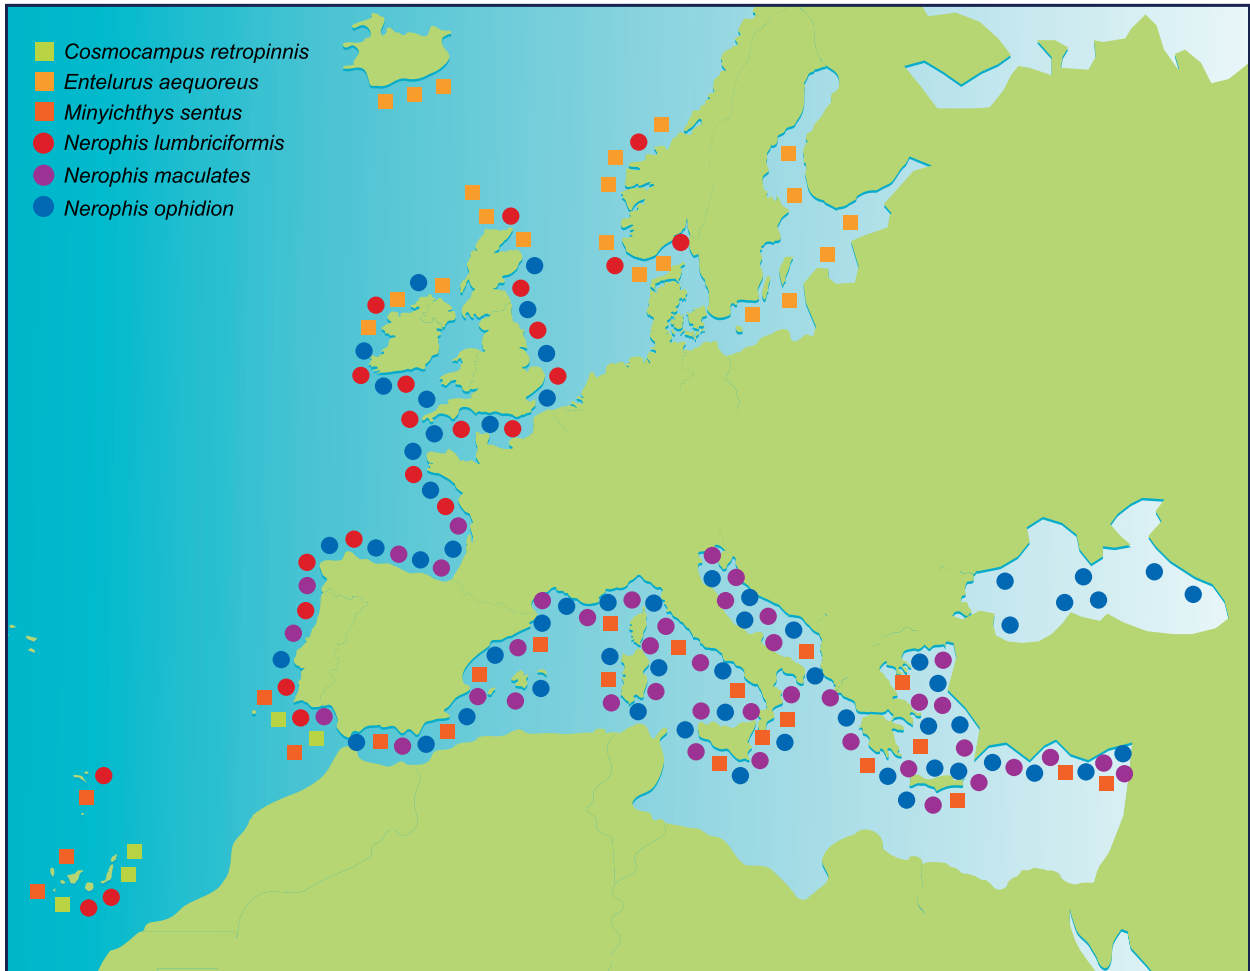 Cosmocampus retropinnis
Entelurus aequoreus
Minyichthys sentus
Nerophis lumbriciformis
Nerophis maculates
Nerophis ophidion